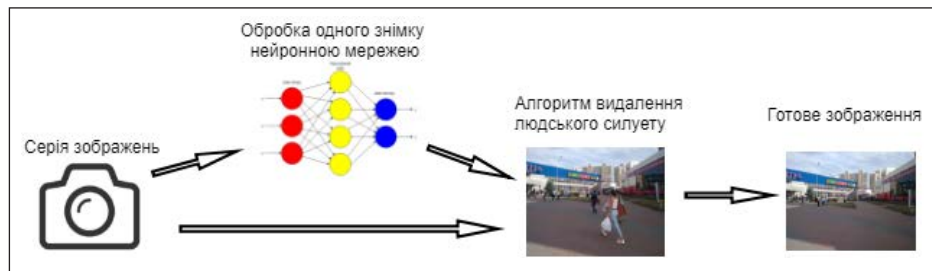 Обробка одного знімку
нейронною мережею
Алгоритм видалення
людського силуету
Готове зображення
Серія зображень